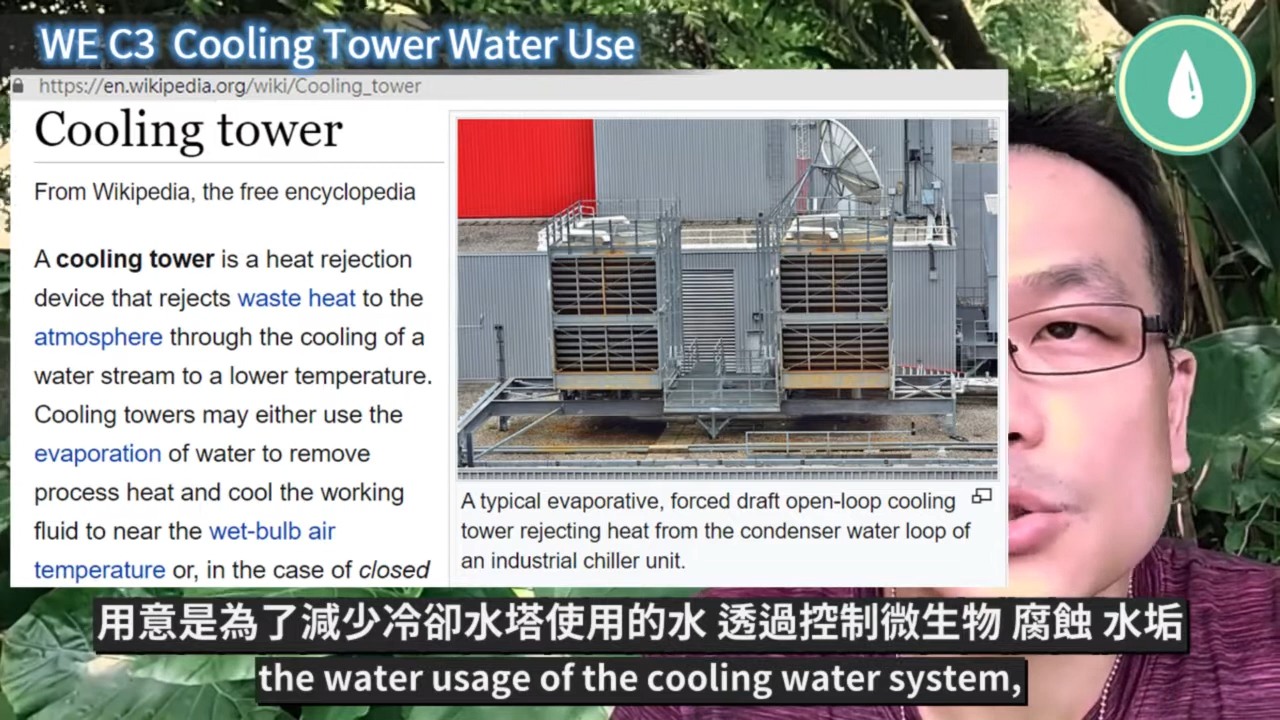 WE C3 Cooling Tower Water Use
https://en.wikipedia.org/wiki/Cooling_tower
Cooling tower
From Wikipedia, the free encyclopedia
A cooling tower is a heat rejection
device that rejects waste heat to the
atmosphere through the cooling of a
water stream to a lower temperature.
Cooling towers may either use the
evaporation of water to remove
process heat and cool the working
fluid to near the wet-bulb air
temperature or, in the case of closed
A typical evaporative, forced draft open-loop cooling
tower rejecting heat from the condenser water loop of
an industrial chiller unit.
用意是為了減少冷卻水塔使用的水 透過控制微生物 腐蝕 水垢
the water usage of the cooling water system,